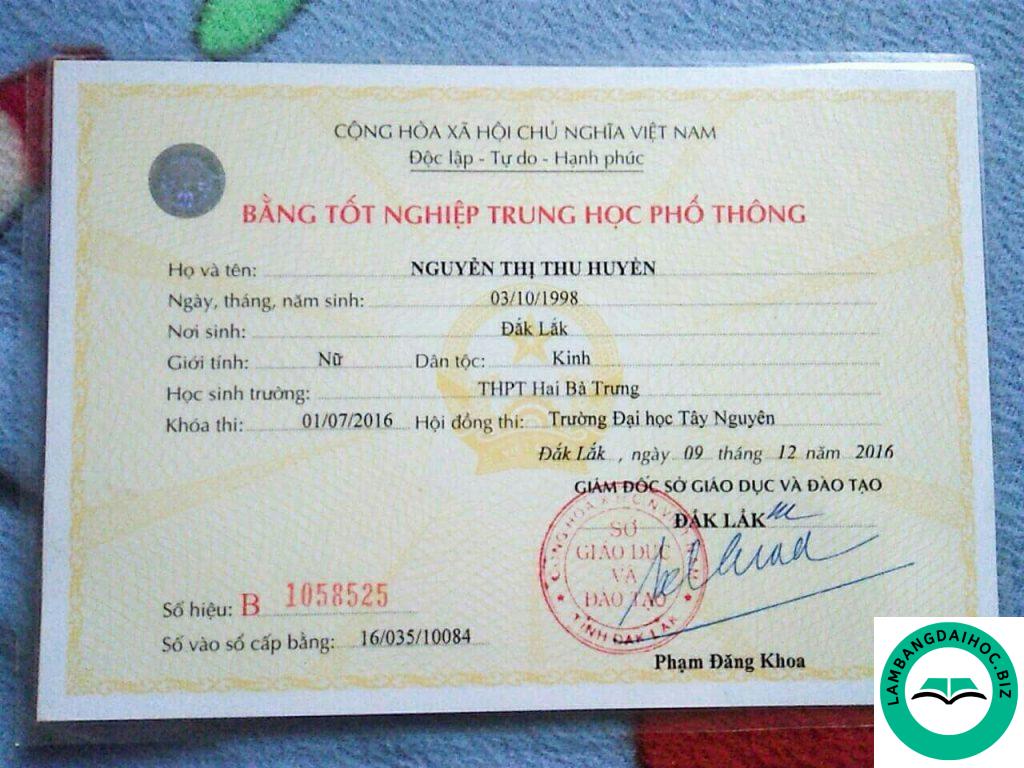 CỘNG HÒA XÃ HỘI CHỦ NGHĨA VIỆT NAM
Độc lập - Tự do - Hạnh phúc
BẰNG TỐT NGHIỆP TRUNG HỌC PHỔ THÔNG
Họ và tên: NGUYỄN THỊ THU HUYỀN
Ngày, tháng, năm sinh: 03/10/1998
Nơi sinh: Đắk Lắk
Giới tính: Nữ Dân tộc: Kinh
Học sinh trường: THPT Hai Bà Trưng
Khóa thi: 01/07/2016 Hội đồng thi: Trường Đại học Tây Nguyên
Đắk Lắk , ngày 09 tháng 12 năm 2016
GIÁM ĐỐC SỞ GIÁO DỤC VÀ ĐÀO TẠO
ĐẮK LẮK
SỞ
GIÁO DỤC
VÀ
ĐÀO TẠO
TỈNH ĐẮK LẮK
Số hiệu: B 1058525
Số vào sổ cấp bằng: 16/035/10084
Phạm Đăng Khoa
LAMBANGDAIHOC.BIZ